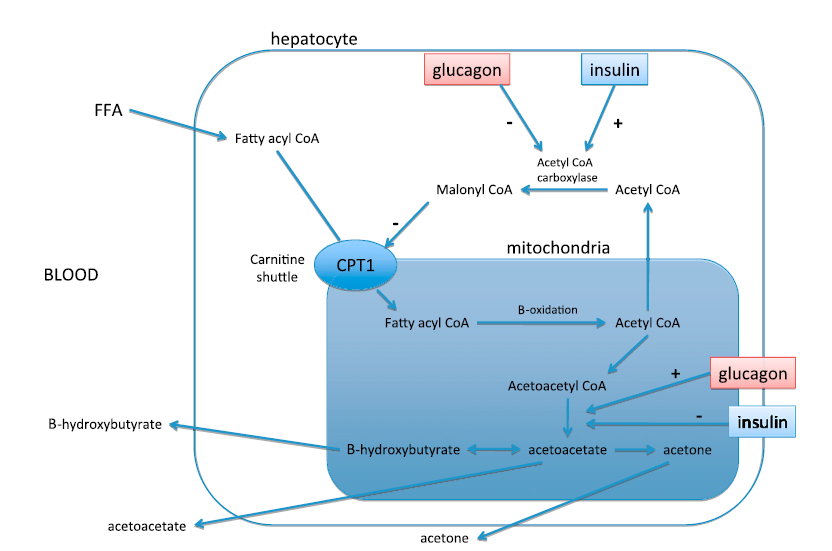 hepatocyte
glucagon
insulin
FFA
-
+
Fatty acyl CoA
Acetyl CoA
carboxylase
Malonyl CoA
Acetyl CoA
-
mitochondria
Carnitine
shuttle
CPT1
BLOOD
Fatty acyl CoA
B-oxidation
Acetyl CoA
+
glucagon
Acetoacetyl CoA
-
insulin
B-hydroxybutyrate
B-hydroxybutyrate
acetoacetate
acetone
acetoacetate
acetone